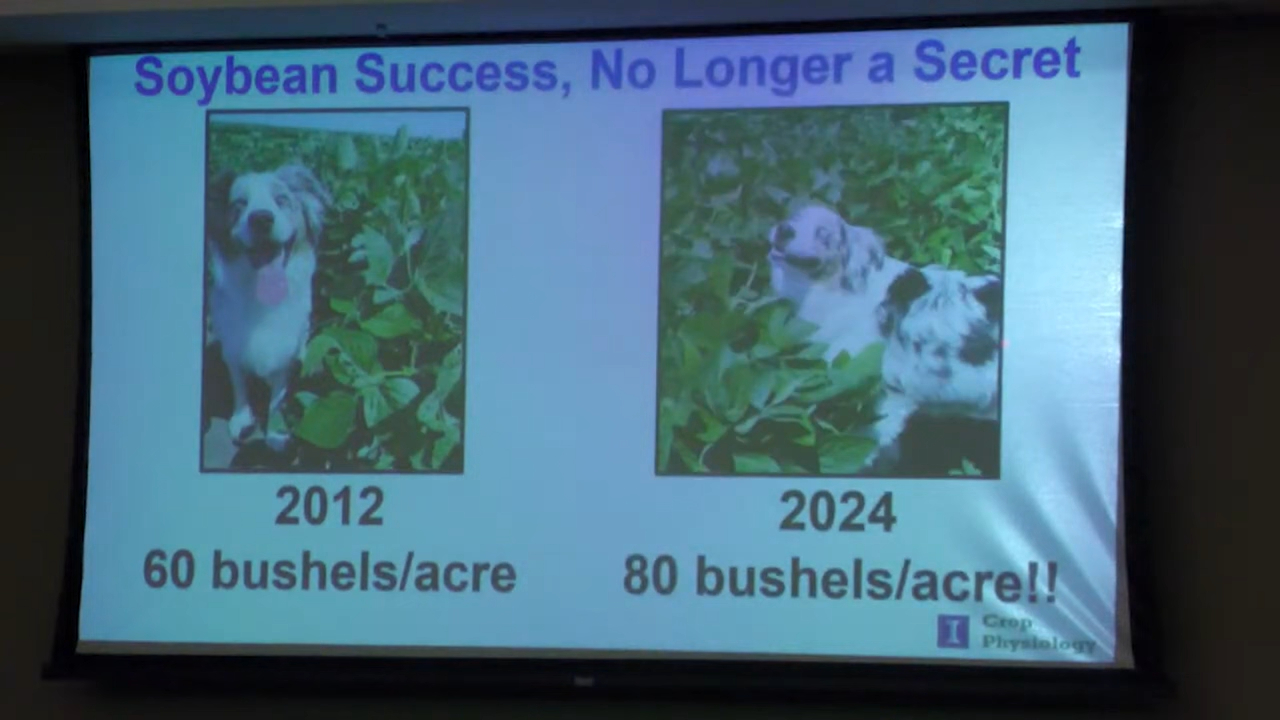 Soybean Success, No Longer a Secret
2012
60 bushels/acre
2024
80 bushels/acre!!
I Crop
Physiology